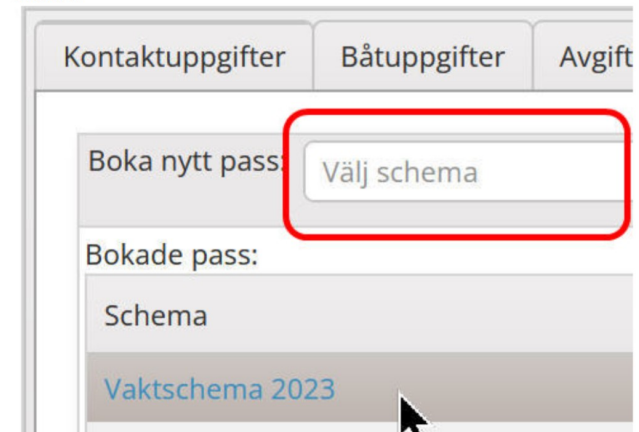 Kontaktuppgifter Båtuppgifter Avgift
Boka nytt pass: Välj schema
Bokade pass:
Schema
Vaktschema 2023